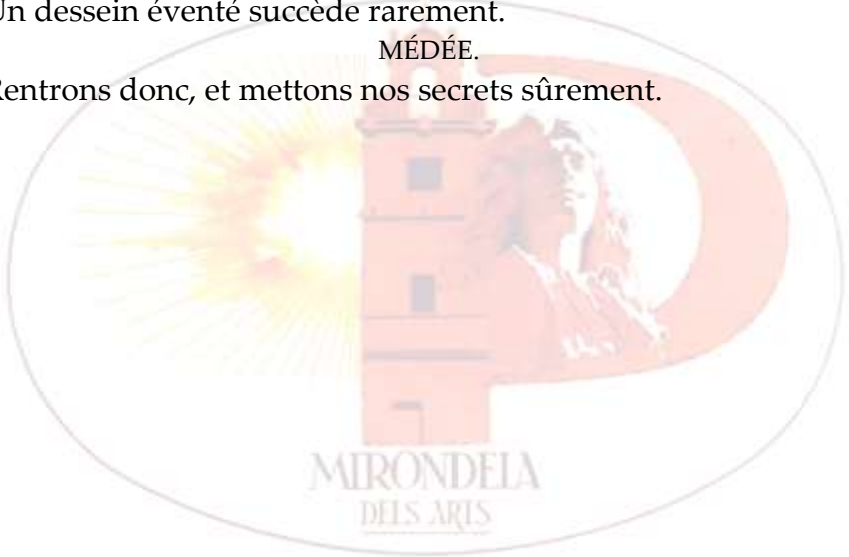 Un dessein éventé succède rarement.
MÉDÉE.
Rentrons donc, et mettons nos secrets sûrement.
MIRONDELA
DELS ARTS